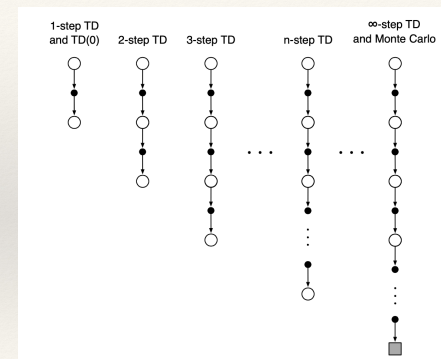 1-step TD
and TD(0)
2-step TD
3-step TD
n-step TD
∞-step TD
and Monte Carlo